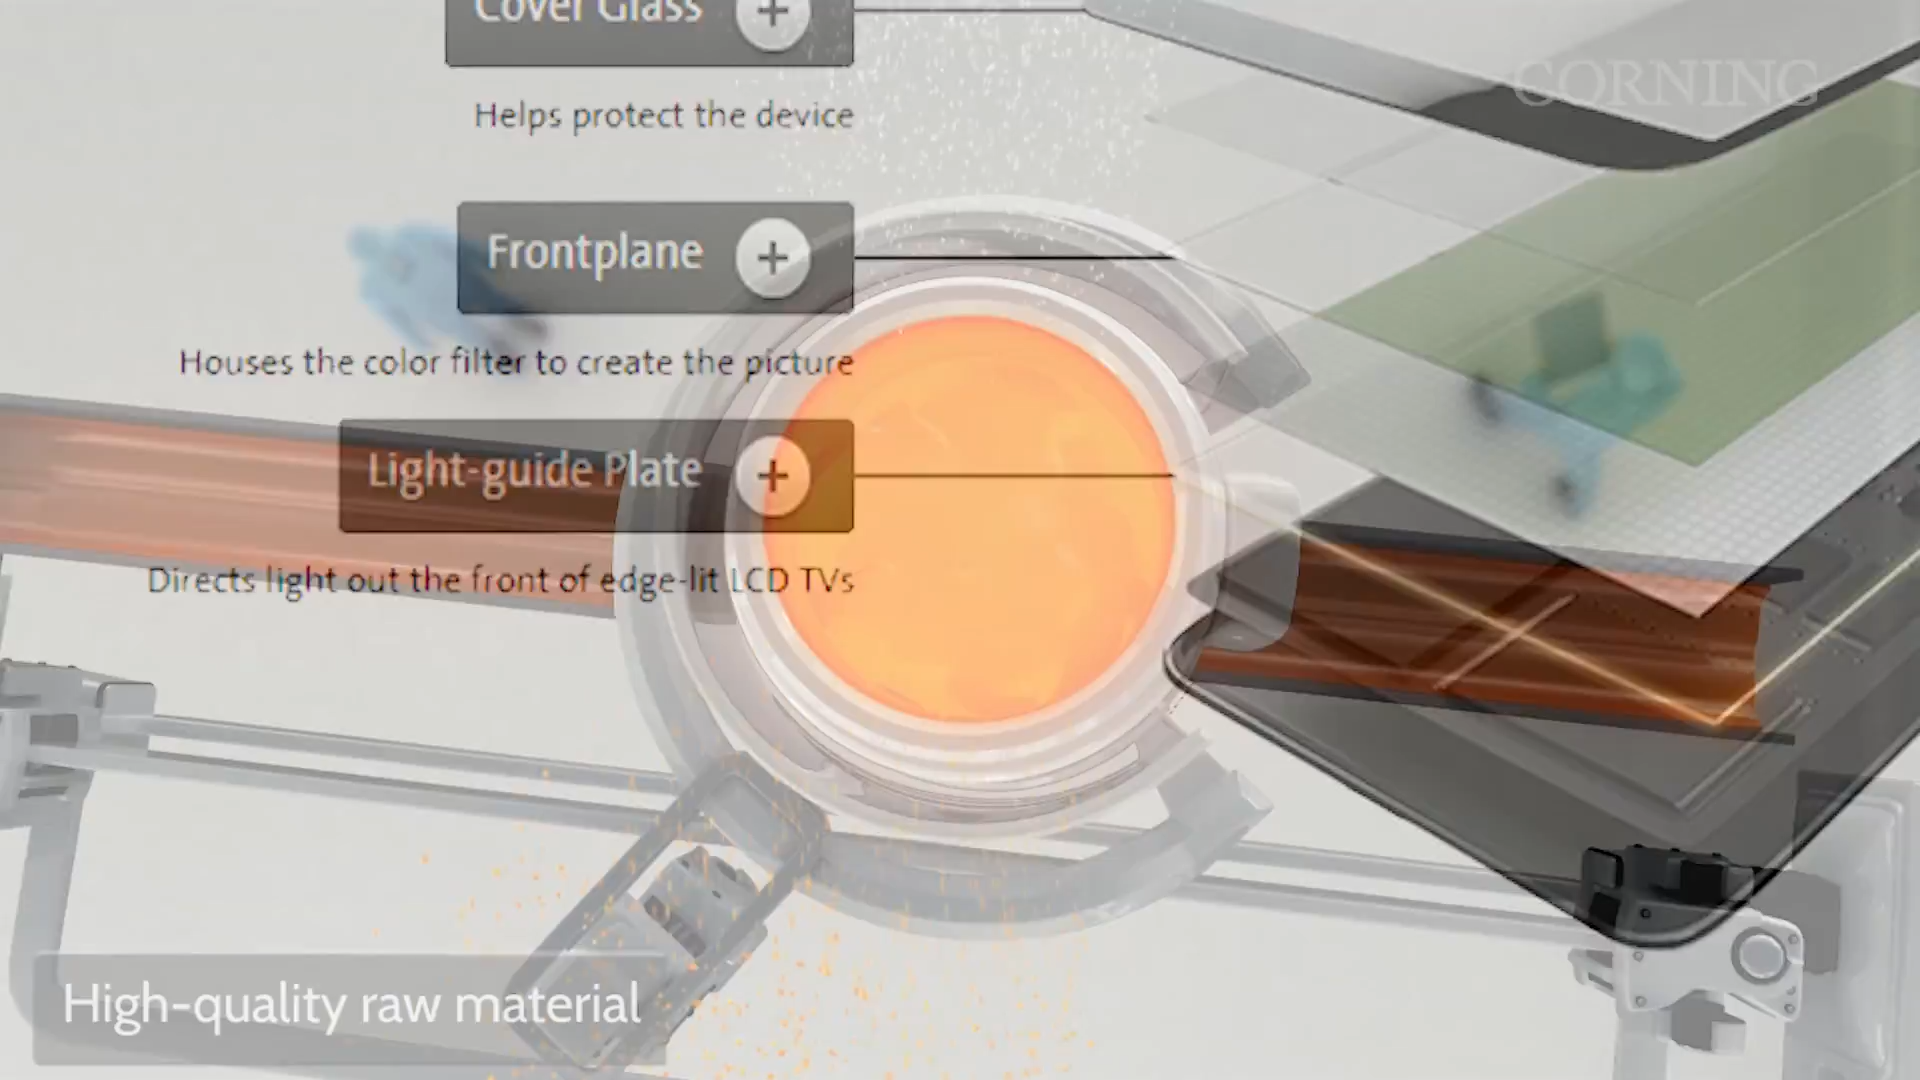 Cover Glass
CORNING
Helps protect the device
Frontplane
Houses the color filter to create the picture
Light-guide Plate
Directs light out the front of edge-lit LCD TVs
High-quality raw material